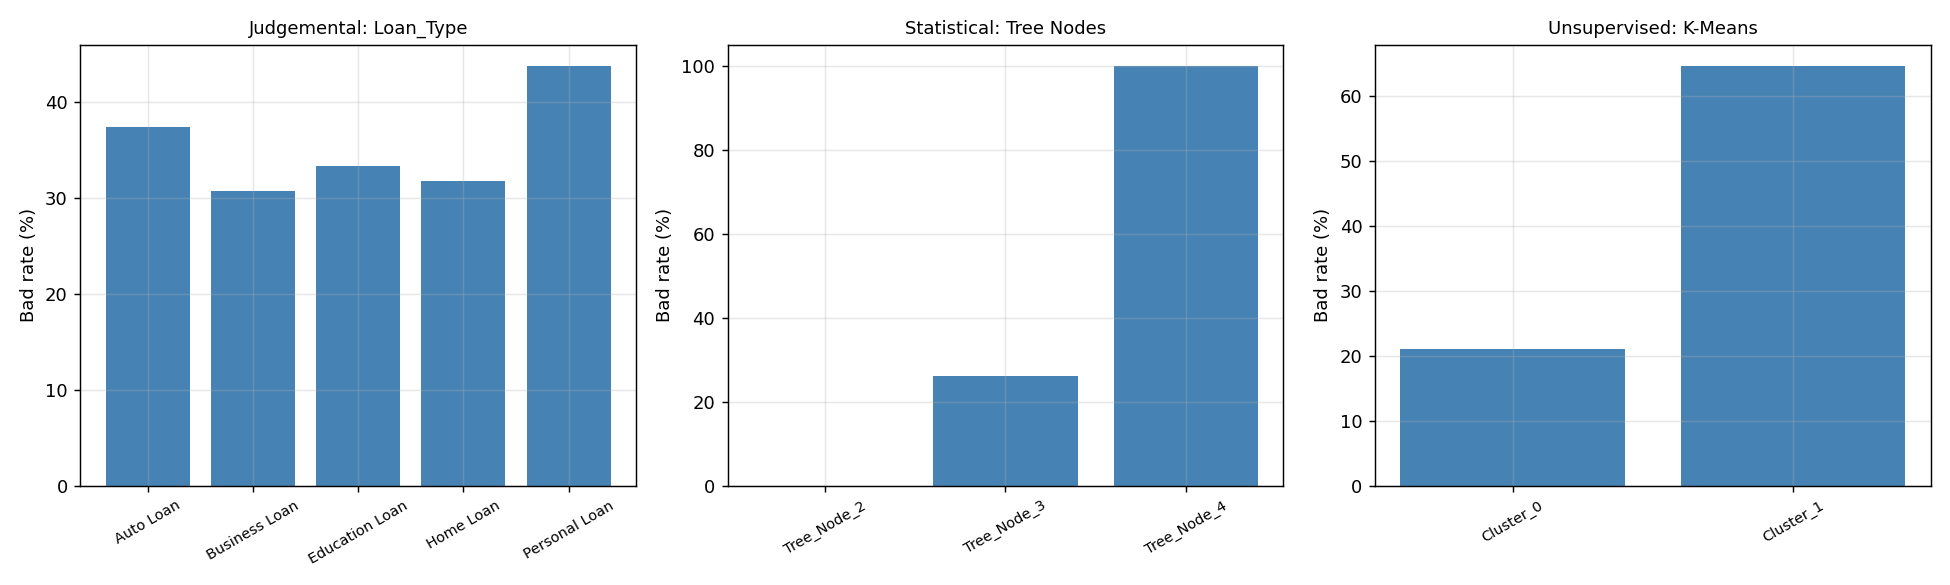 Judgemental: Loan_Type
Bad rate (%)
40
30
20
10
0
Auto Loan
Business Loan
Education Loan
Home Loan
Personal Loan
Statistical: Tree Nodes
Bad rate (%)
100
80
60
40
20
0
Tree_Node_2
Tree_Node_3
Tree_Node_4
Unsupervised: K-Means
Bad rate (%)
60
50
40
30
20
10
0
Cluster_0
Cluster_1